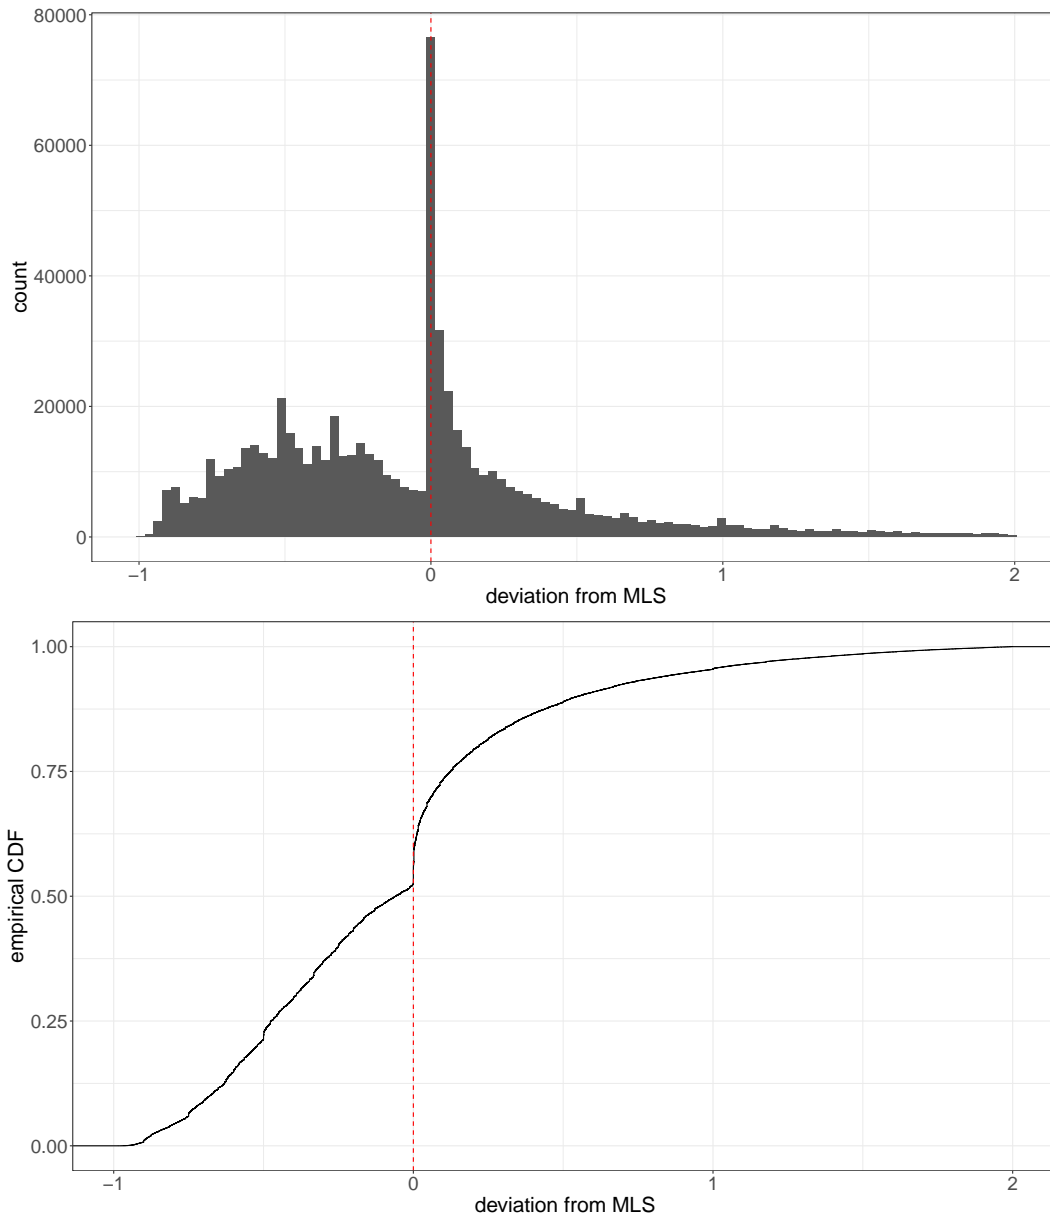 80000
60000
40000
20000
0
count
−1 0 1 2
deviation from MLS
1.00
0.75
0.50
0.25
0.00
empirical CDF
−1 0 1 2
deviation from MLS